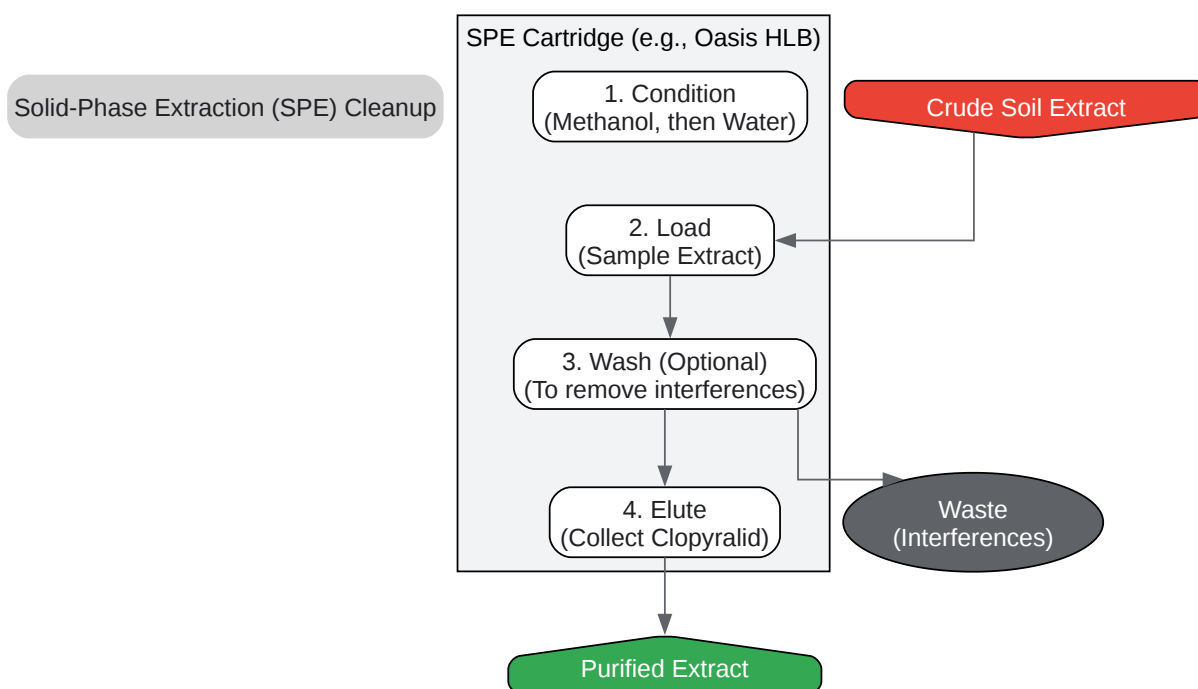 SPE Cartridge (e.g., Oasis HLB)
Solid-Phase Extraction (SPE) Cleanup
1. Condition
(Methanol, then Water)
Crude Soil Extract
2. Load
(Sample Extract)
3. Wash (Optional)
(To remove interferences)
4. Elute
(Collect Clopyralid)
Waste
(Interferences)
Purified Extract